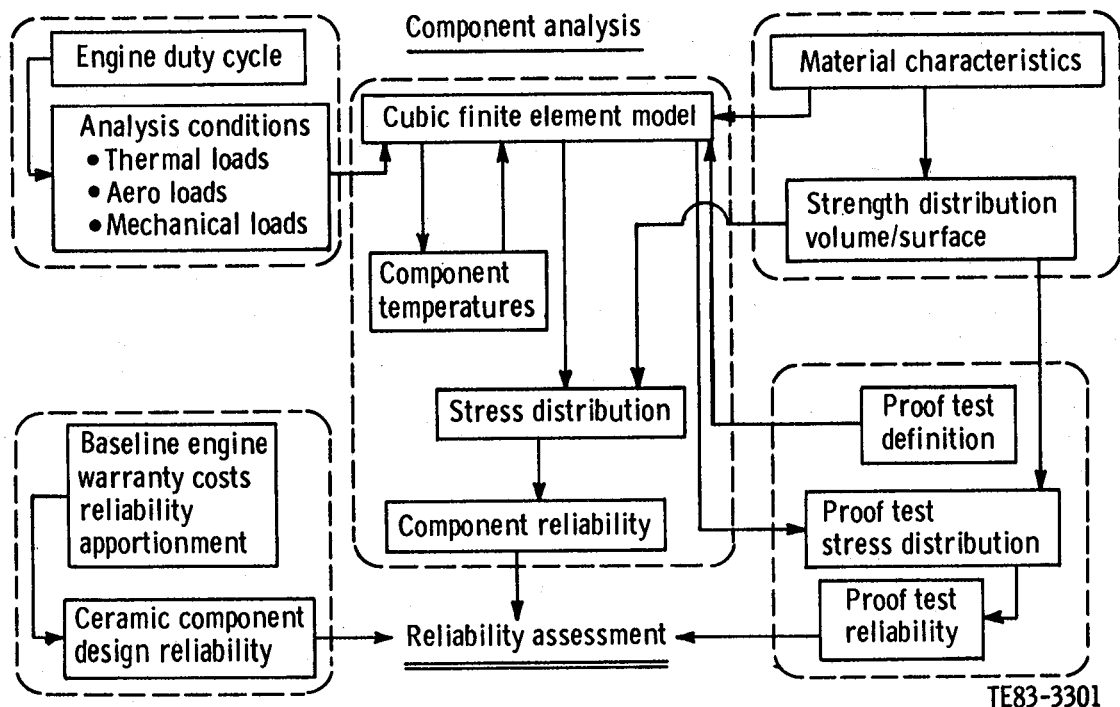 Component analysis
Engine duty cycle
Analysis conditions
• Thermal loads
• Aero loads
• Mechanical loads
Cubic finite element model
Component
temperatures
Stress distribution
Component reliability
Material characteristics
Strength distribution
volume/surface
Proof test
definition
Proof test
stress distribution
Proof test
reliability
Baseline engine
warranty costs
reliability
apportionment
Ceramic component
design reliability
Reliability assessment
TE83-3301